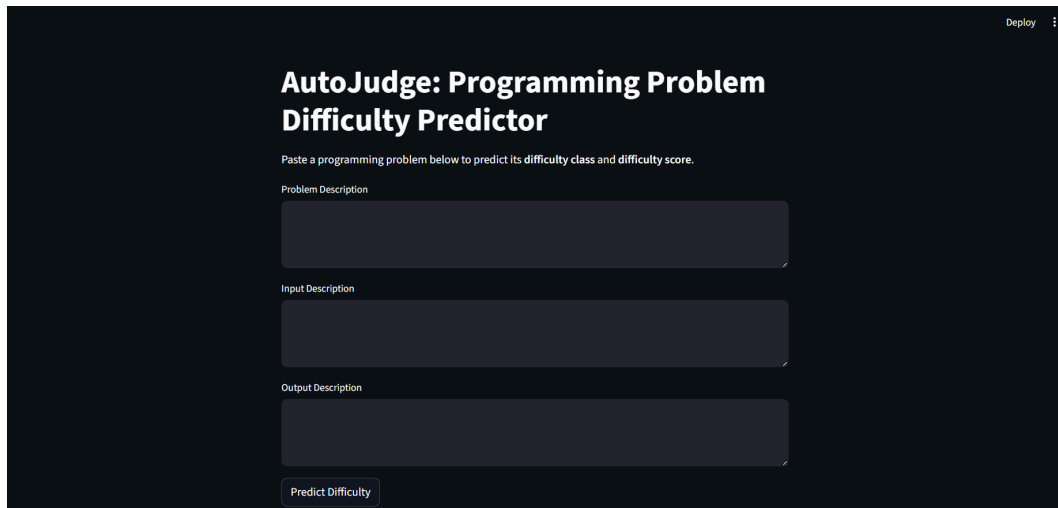 Deploy
AutoJudge: Programming Problem
Difficulty Predictor
Paste a programming problem below to predict its difficulty class and difficulty score.
Problem Description
Input Description
Output Description
Predict Difficulty